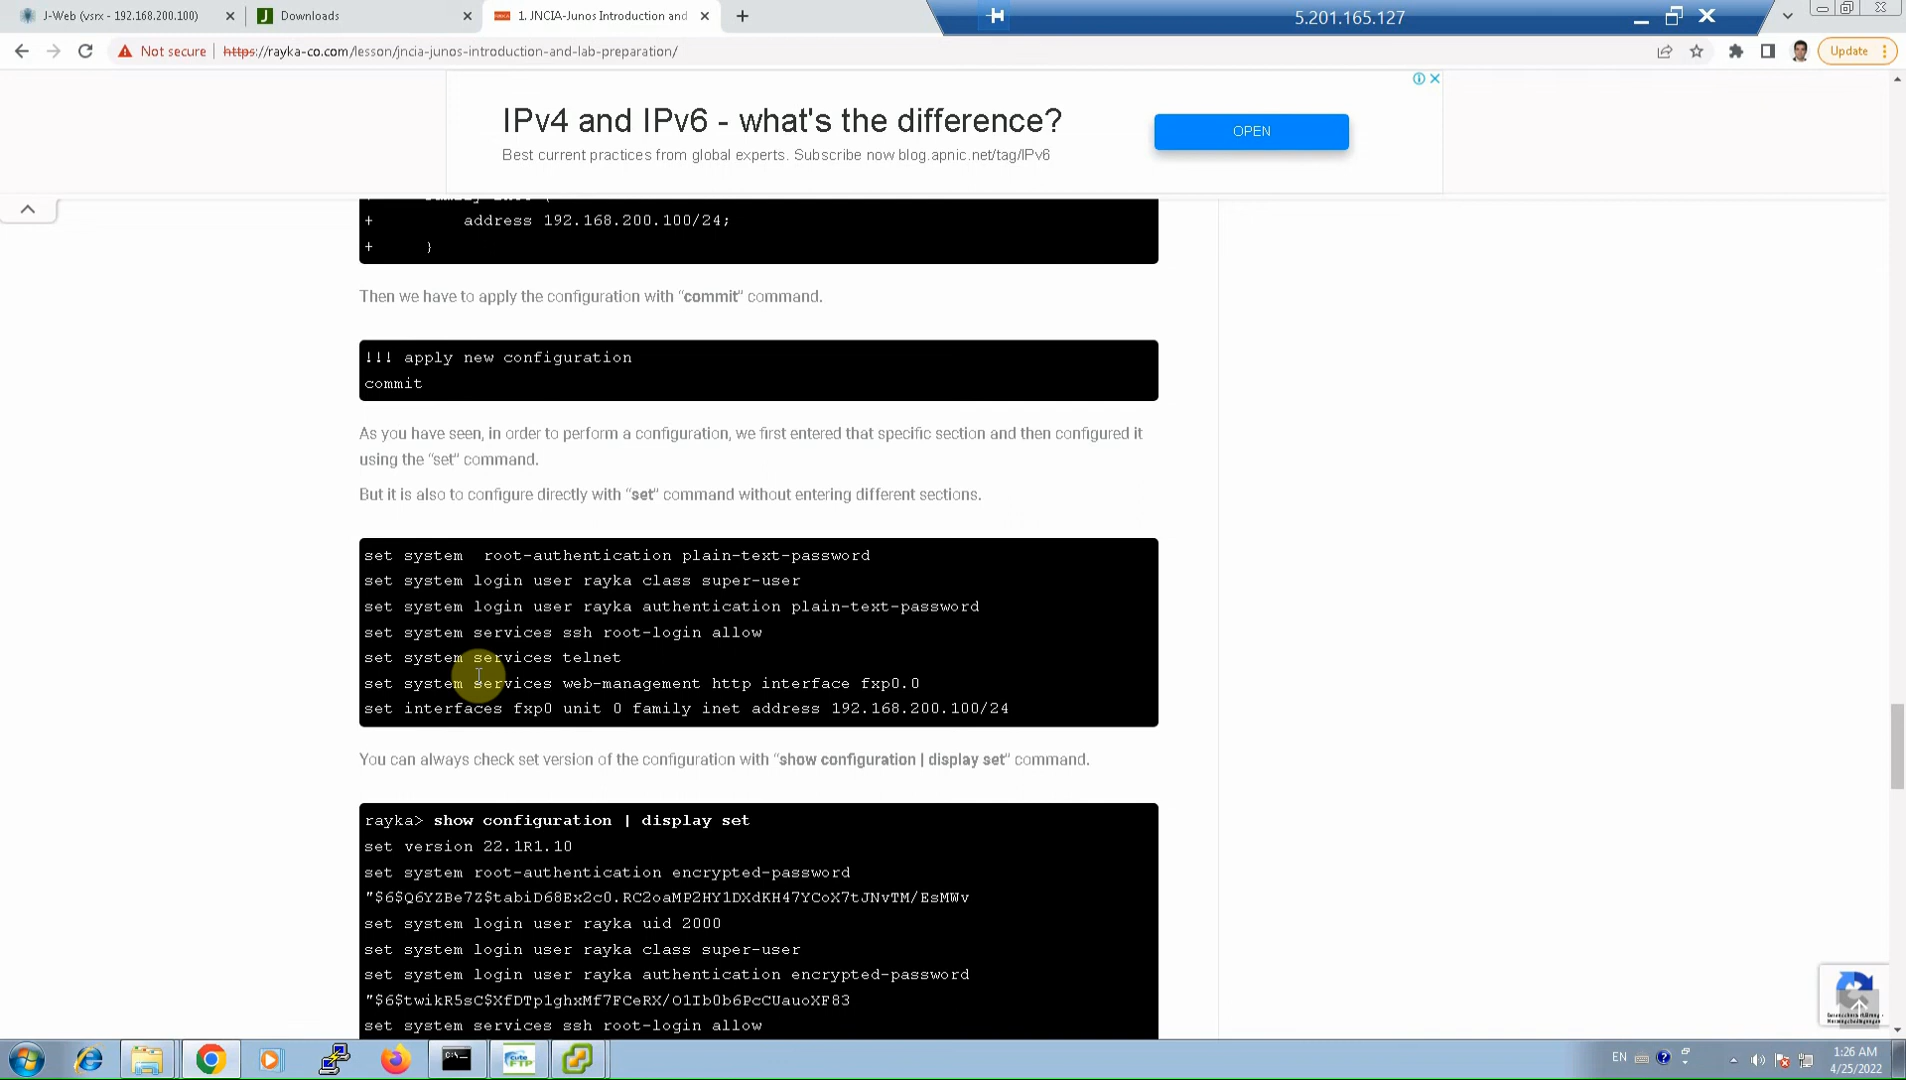 J-Web (vsrx - 192.168.200.100)
Downloads
1. JNCIA-Junos Introduction and
5.201.165.127
Not secure
https://rayka-co.com/lesson/jncia-junos-introduction-and-lab-preparation/
Update
IPv4 and IPv6 - what's the difference?
Best current practices from global experts. Subscribe now blog.apnic.net/tag/IPv6
OPEN
+ address 192.168.200.100/24;
+ }
Then we have to apply the configuration with “commit” command.
!!! apply new configuration
commit
As you have seen, in order to perform a configuration, we first entered that specific section and then configured it
using the “set” command.
But it is also to configure directly with “set” command without entering different sections.
set system  root-authentication plain-text-password
set system login user rayka class super-user
set system login user rayka authentication plain-text-password
set system services ssh root-login allow
set system services telnet
set system services web-management http interface fxp0.0
set interfaces fxp0 unit 0 family inet address 192.168.200.100/24
You can always check set version of the configuration with “show configuration | display set” command.
rayka> show configuration | display set
set version 22.1R1.10
set system root-authentication encrypted-password
"$6$Q6YZBe7Z$tabiD68Ex2c0.RC2oaMP2HY1DXdKH47YCoX7tJNvTM/EsMWv
set system login user rayka uid 2000
set system login user rayka class super-user
set system login user rayka authentication encrypted-password
"$6$twikR5sC$XfDTp1ghxMf7FCeRX/O1Ib0b6PcCUauoXF83
set system services ssh root-login allow
EN
1:26 AM
4/25/2022